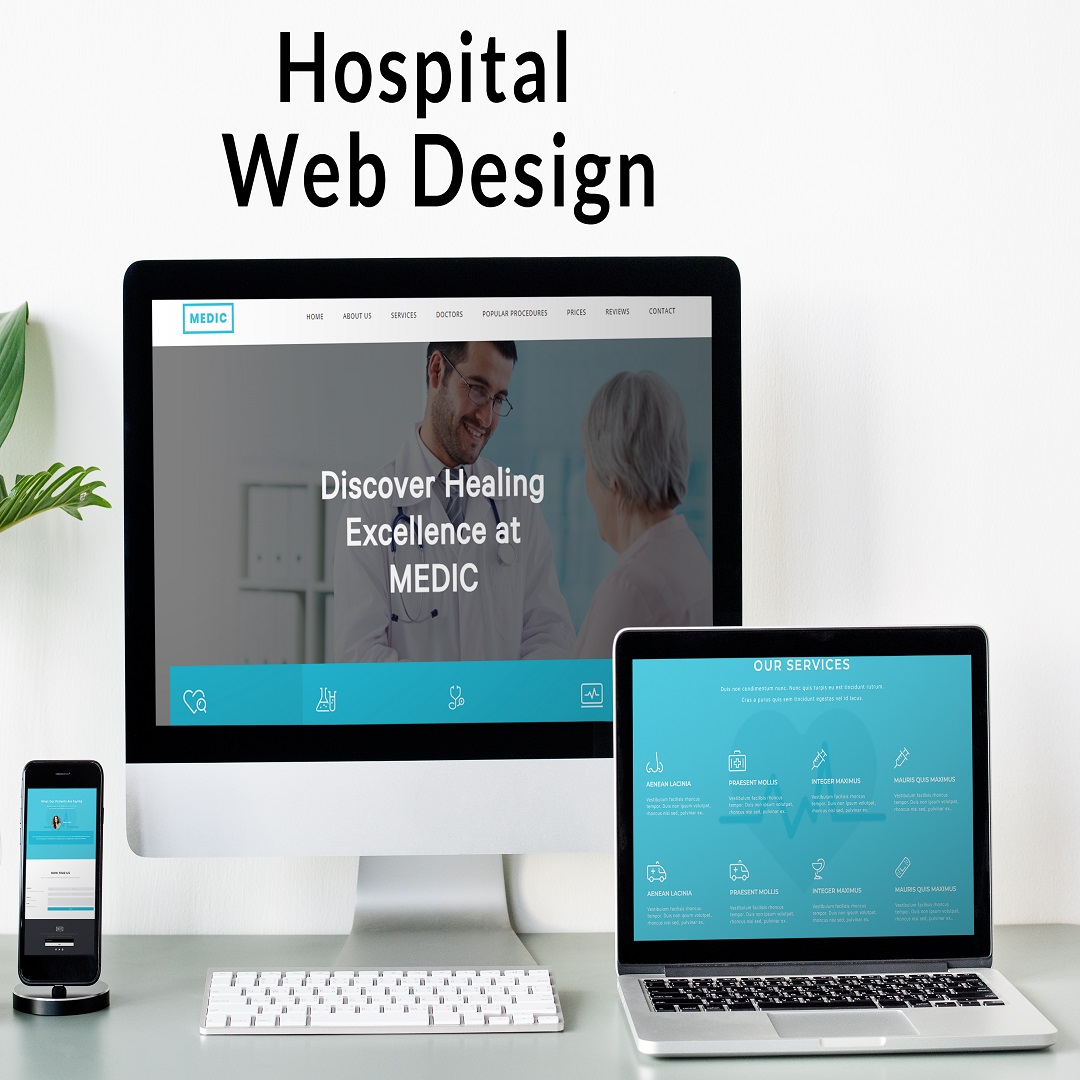 Hospital
Web Design
MEDIC
HOME ABOUT US SERVICES DOCTORS POPULAR PROCEDURES PRICES REVIEWS CONTACT
Discover Healing
Excellence at
MEDIC
OUR SERVICES
Duis non condimentum nunc. Nunc quis turpis eu est tincidunt rutrum.
Cras a purus quis sem tincidunt egestas vel id lacus.
AENEAN LACINIA PRAESENT MOLLIS INTEGER MAXIMUS MAURIS QUIS MAXIMUS
Vestibulum facilisis rhoncus Vestibulum facilisis rhoncus Vestibulum facilisis rhoncus Vestibulum facilisis rhoncus
tempor. Duis non ipsum volutpat, tempor. Duis non ipsum volutpat, tempor. Duis non ipsum volutpat, tempor. Duis non ipsum volutpat,
rhoncus nisi sed, pulvinar ex. rhoncus nisi sed, pulvinar ex. rhoncus nisi sed, pulvinar ex. rhoncus nisi sed, pulvinar ex.
AENEAN LACINIA PRAESENT MOLLIS INTEGER MAXIMUS MAURIS QUIS MAXIMUS
Vestibulum facilisis rhoncus Vestibulum facilisis rhoncus Vestibulum facilisis rhoncus Vestibulum facilisis rhoncus
tempor. Duis non ipsum volutpat, tempor. Duis non ipsum volutpat, tempor. Duis non ipsum volutpat, tempor. Duis non ipsum volutpat,
rhoncus nisi sed, pulvinar ex. rhoncus nisi sed, pulvinar ex. rhoncus nisi sed, pulvinar ex. rhoncus nisi sed, pulvinar ex.